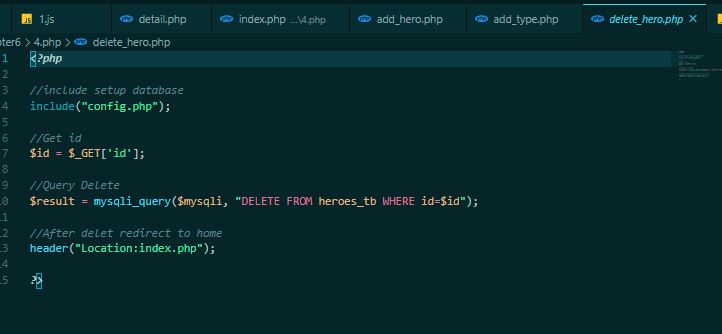 JS 1.js detail.php index.php ...\4.php add_hero.php add_type.php delete_hero.php
pter6 > 4.php > delete_hero.php
1 <?php
2
3 //include setup database
4 include("config.php");
5
6 //Get id
7 $id = $_GET['id'];
8
9 //Query Delete
10 $result = mysqli_query($mysqli, "DELETE FROM heroes_tb WHERE id=$id");
11
12 //After delet redirect to home
13 header("Location:index.php");
14
15 ?>